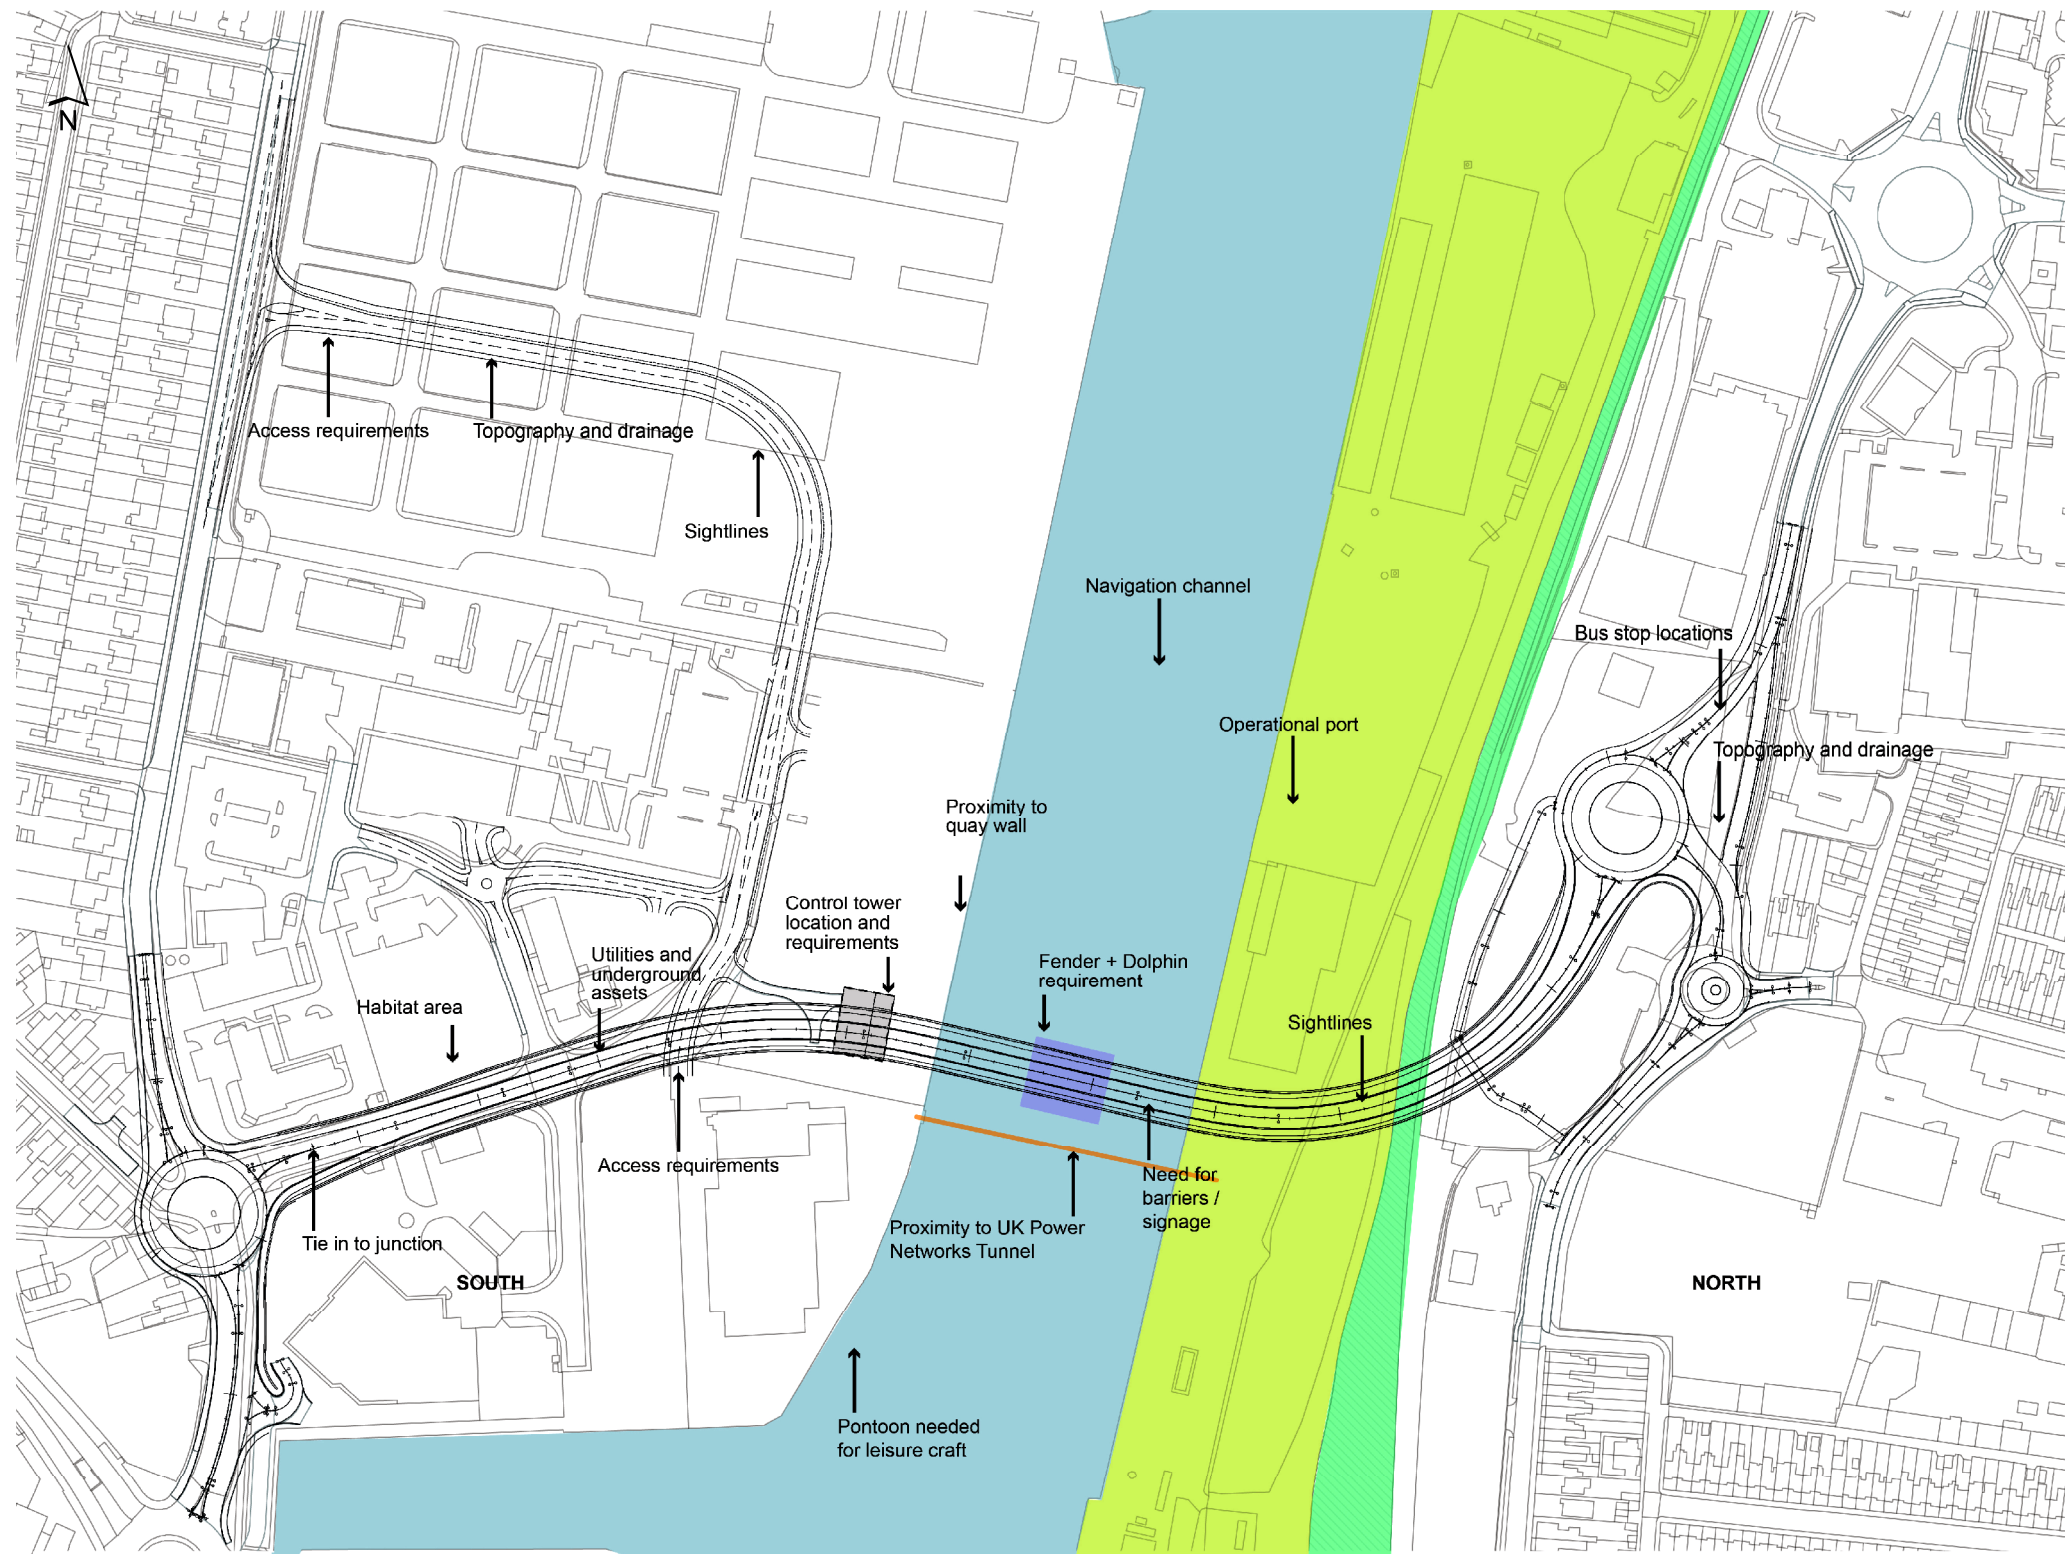 N
Access requirements
Topography and drainage
Sightlines
Navigation channel
Bus stop locations
Operational port
Topography and drainage
Proximity to
quay wall
Control tower
location and
requirements
Utilities and
underground
assets
Fender + Dolphin
requirement
Habitat area
Sightlines
Access requirements
Need for
barriers /
signage
Proximity to UK Power
Networks Tunnel
Tie in to junction
SOUTH
NORTH
Pontoon needed
for leisure craft